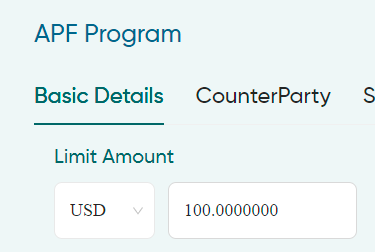 APF Program
Basic Details CounterParty S
Limit Amount
USD 100.0000000